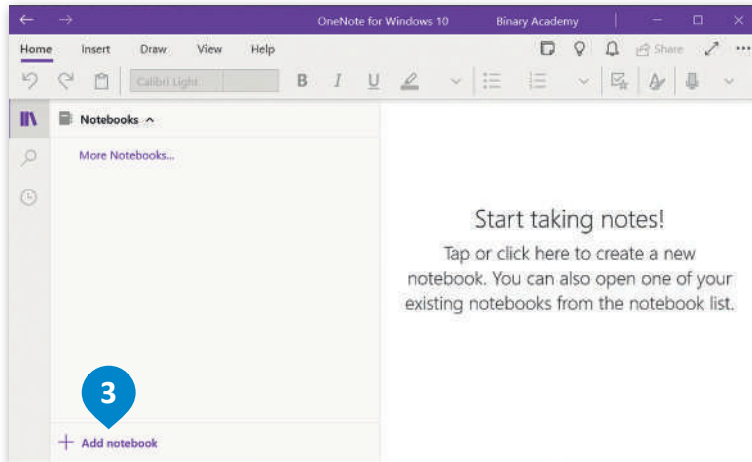 OneNote for Windows 10 Binary Academy
Home Insert Draw View Help Share
Calibri Light B I U
Notebooks
More Notebooks...
Start taking notes!
Tap or click here to create a new
notebook. You can also open one of your
existing notebooks from the notebook list.
3
Add notebook